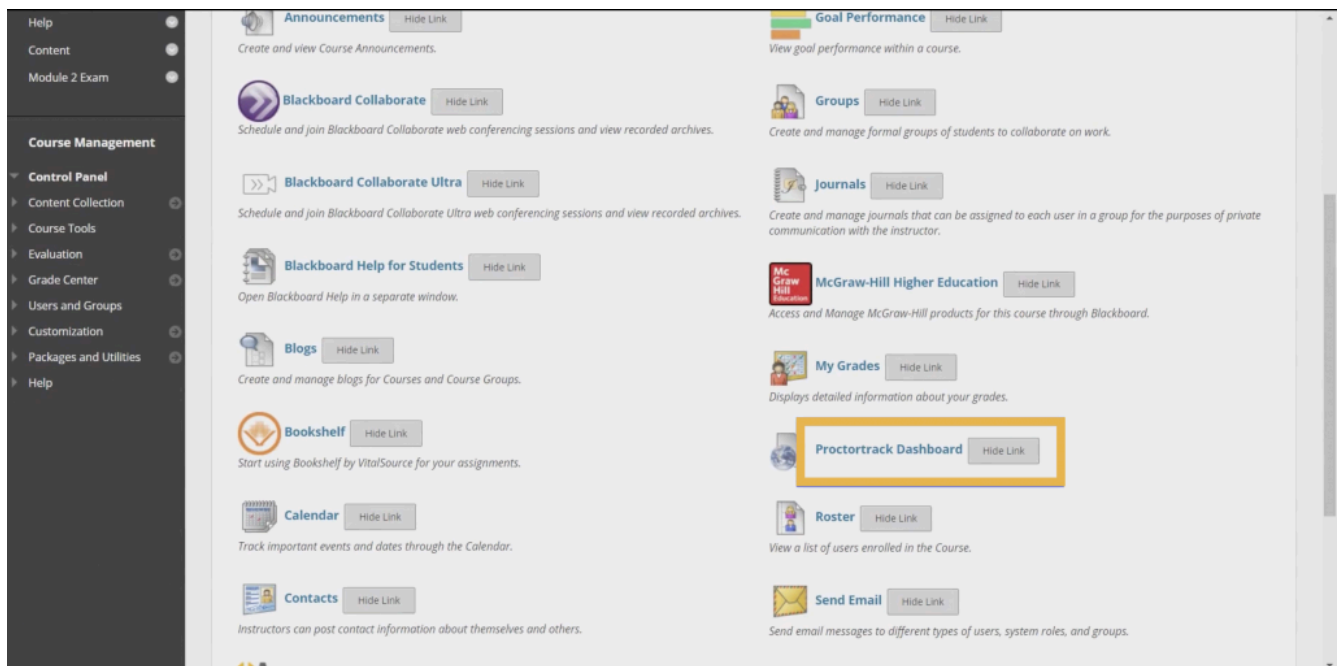 Help
Content
Module 2 Exam
Course Management
Control Panel
Content Collection
Course Tools
Evaluation
Grade Center
Users and Groups
Customization
Packages and Utilities
Help
Announcements Hide Link
Create and view Course Announcements.
Blackboard Collaborate Hide Link
Schedule and join Blackboard Collaborate web conferencing sessions and view recorded archives.
Blackboard Collaborate Ultra Hide Link
Schedule and join Blackboard Collaborate Ultra web conferencing sessions and view recorded archives.
Blackboard Help for Students Hide Link
Open Blackboard Help in a separate window.
Blogs Hide Link
Create and manage blogs for Courses and Course Groups.
Bookshelf Hide Link
Start using Bookshelf by VitalSource for your assignments.
Calendar Hide Link
Track important events and dates through the Calendar.
Contacts Hide Link
Instructors can post contact information about themselves and others.
Goal Performance Hide Link
View goal performance within a course.
Groups Hide Link
Create and manage formal groups of students to collaborate on work.
Journals Hide Link
Create and manage journals that can be assigned to each user in a group for the purposes of private
communication with the instructor.
Mc
Graw
Hill
Education
McGraw-Hill Higher Education Hide Link
Access and Manage McGraw-Hill products for this course through Blackboard.
My Grades Hide Link
Displays detailed information about your grades.
Proctortrack Dashboard Hide Link
Roster Hide Link
View a list of users enrolled in the Course.
Send Email Hide Link
Send email messages to different types of users, system roles, and groups.